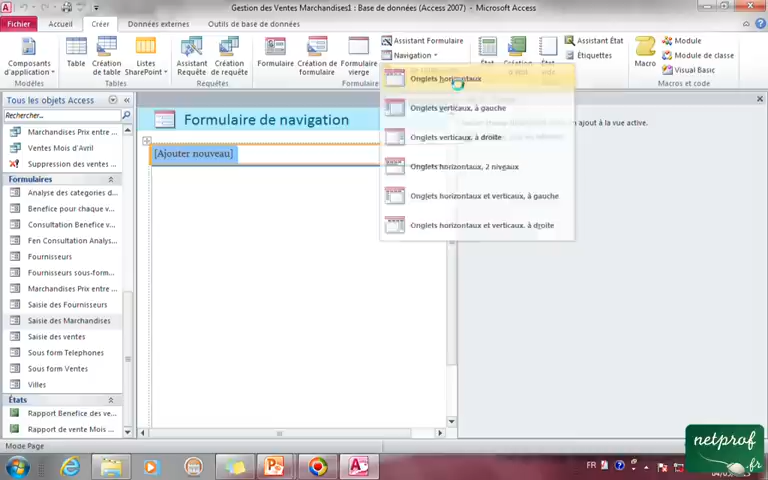 Gestion des Ventes Marchandises1 : Base de données (Access 2007) - Microsoft Access
Fichier
Accueil
Créer
Données externes
Outils de base de données
Composants d'application
Modèles
Table
Création de table
Listes SharePoint
Tables
Assistant Requête
Création de requête
Requêtes
Formulaire
Création de formulaire
Formulaire vierge
Assistant Formulaire
Navigation
Assistant État
Étiquettes
Macro
Module
Module de classe
Visual Basic
Onglets horizontaux
Onglets verticaux, à gauche
Onglets verticaux, à droite
Onglets horizontaux, 2 niveaux
Onglets horizontaux et verticaux, à gauche
Onglets horizontaux et verticaux, à droite
Tous les objets Access
Rechercher...
Marchandises Prix entre ...
Ventes Mois d'Avril
Suppression des ventes ...
Formulaires
Analyse des categories d...
Benefice pour chaque v...
Consultation Benefice v...
Fen Consultation Analys...
Fournisseurs
Fournisseurs sous-form...
Marchandises Prix entre...
Saisie des Fournisseurs
Saisie des Marchandises
Saisie des ventes
Sous form Telephones
Sous form Ventes
Villes
États
Rapport Benefice des ve...
Rapport de vente Mois ...
Formulaire de navigation
[Ajouter nouveau]
ajout à la vue active.
Mode Page
FR
netprof
.fr